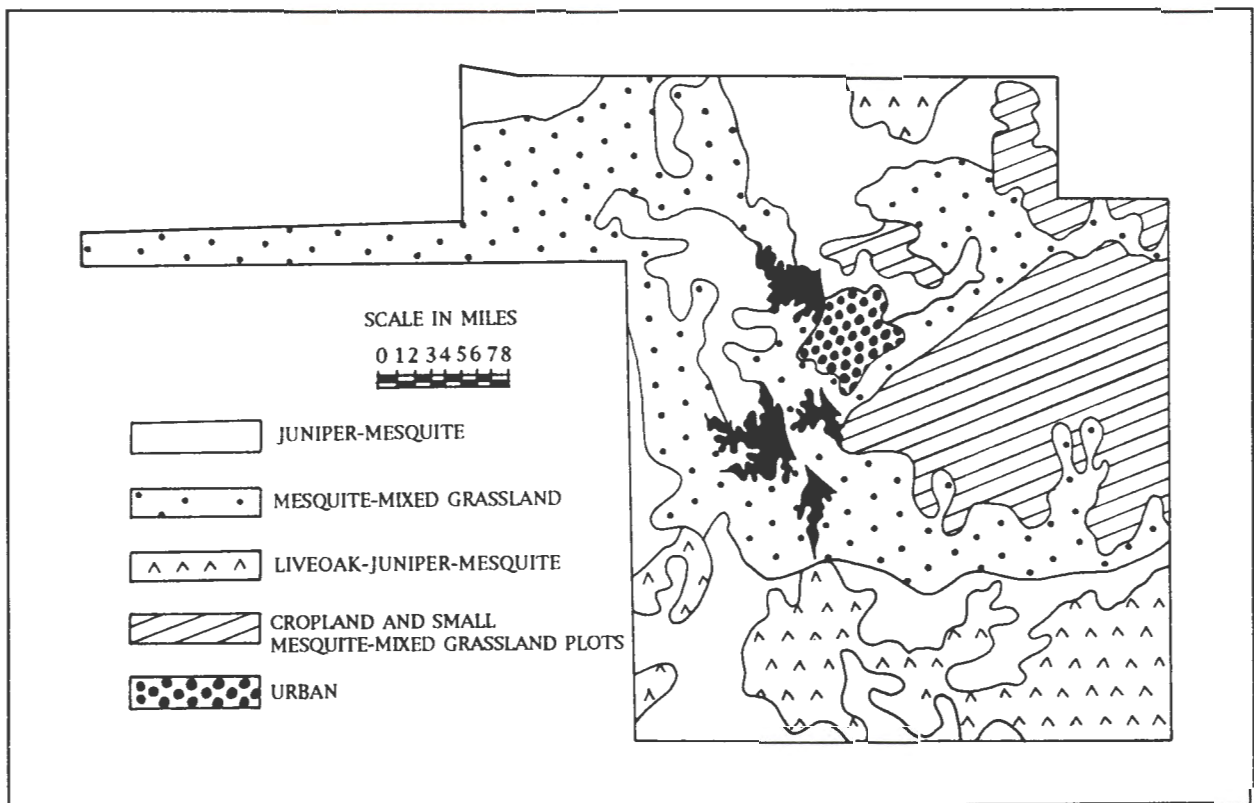 SCALE IN MILES
0 1 2 3 4 5 6 7 8
JUNIPER-MESQUITE
MESQUITE-MIXED GRASSLAND
LIVEOAK-JUNIPER-MESQUITE
CROPLAND AND SMALL
MESQUITE-MIXED GRASSLAND PLOTS
URBAN